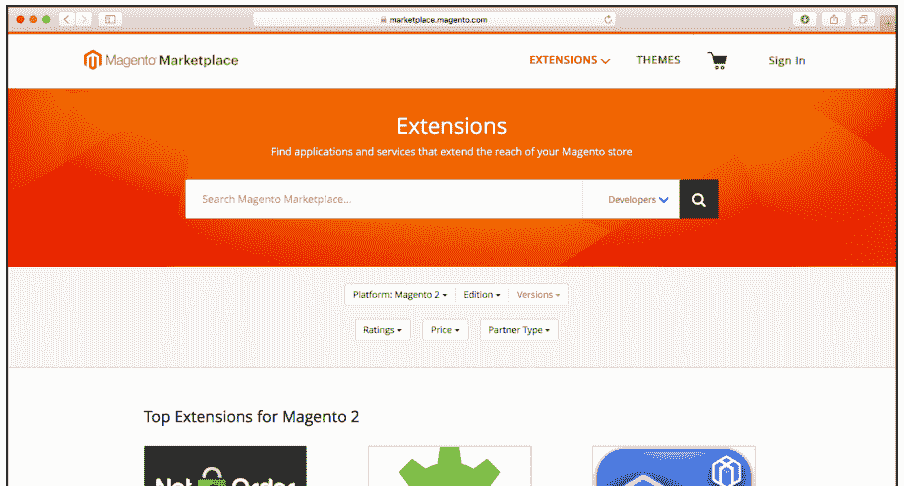 marketplace.magento.com
Magento Marketplace
EXTENSIONS THEMES Sign In
Extensions
Find applications and services that extend the reach of your Magento store
Search Magento Marketplace... Developers
Platform: Magento 2 Edition Versions
Ratings Price Partner Type
Top Extensions for Magento 2